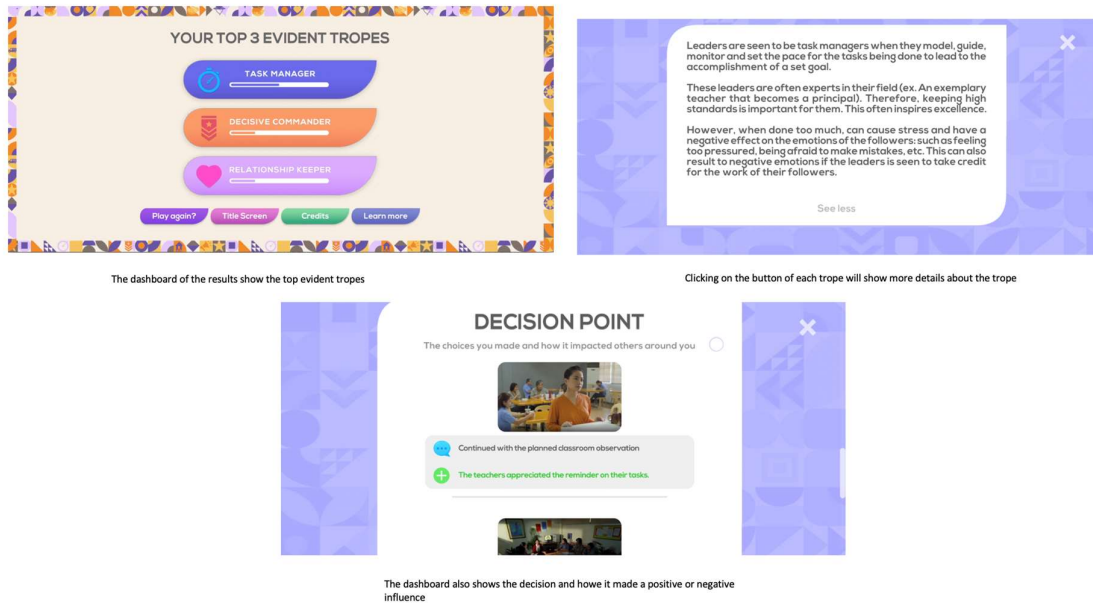 YOUR TOP 3 EVIDENT TROPES
TASK MANAGER
DECISIVE COMMANDER
RELATIONSHIP KEEPER
Play again?
Title Screen
Credits
Learn more
The dashboard of the results show the top evident tropes
Leaders are seen to be task managers when they model, guide,
monitor and set the pace for the tasks being done to lead to the
accomplishment of a set goal.
These leaders are often experts in their field (ex. An exemplary
teacher that becomes a principal). Therefore, keeping high
standards is important for them. This often inspires excellence.
However, when done too much, can cause stress and have a
negative effect on the emotions of the followers: such as feeling
too pressured, being afraid to make mistakes, etc. This can also
result to negative emotions if the leaders is seen to take credit
for the work of their followers.
See less
Clicking on the button of each trope will show more details about the trope
DECISION POINT
The choices you made and how it impacted others around you
Continued with the planned classroom observation
The teachers appreciated the reminder on their tasks.
The dashboard also shows the decision and howe it made a positive or negative
influence